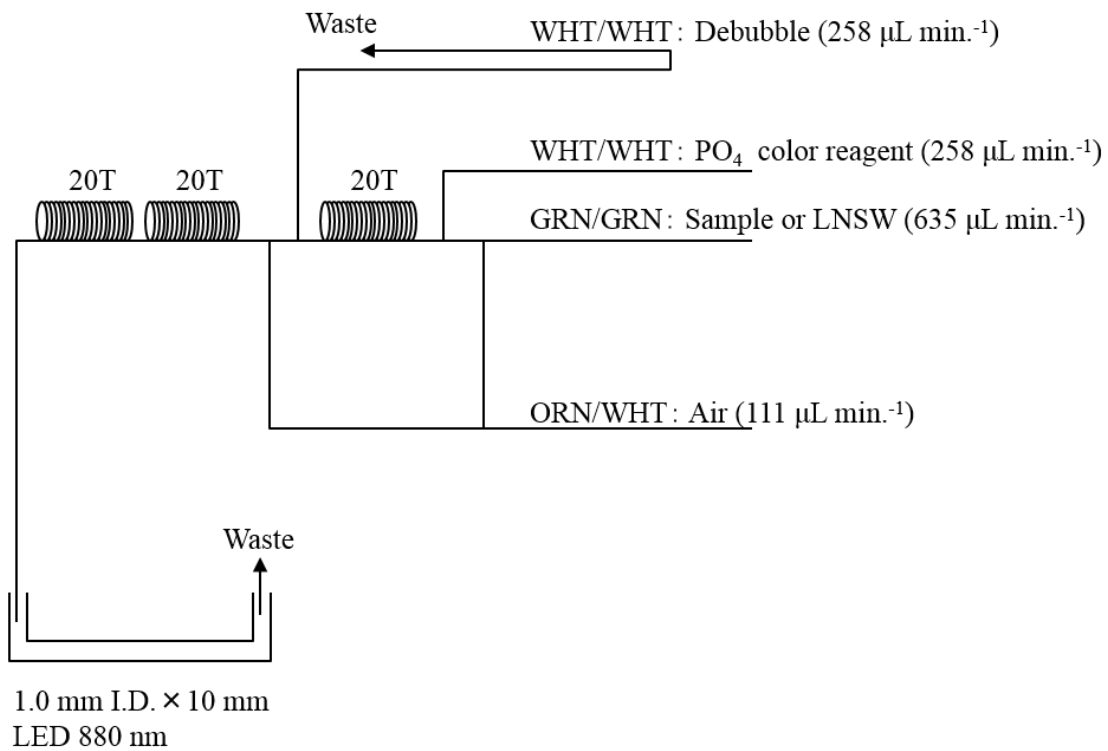 Waste
WHT/WHT: Debubble (258 μL min.⁻¹)
WHT/WHT: PO₄ color reagent (258 μL min.⁻¹)
20T 20T 20T
GRN/GRN: Sample or LNSW (635 μL min.⁻¹)
ORN/WHT: Air (111 μL min.⁻¹)
Waste
1.0 mm I.D. × 10 mm
LED 880 nm